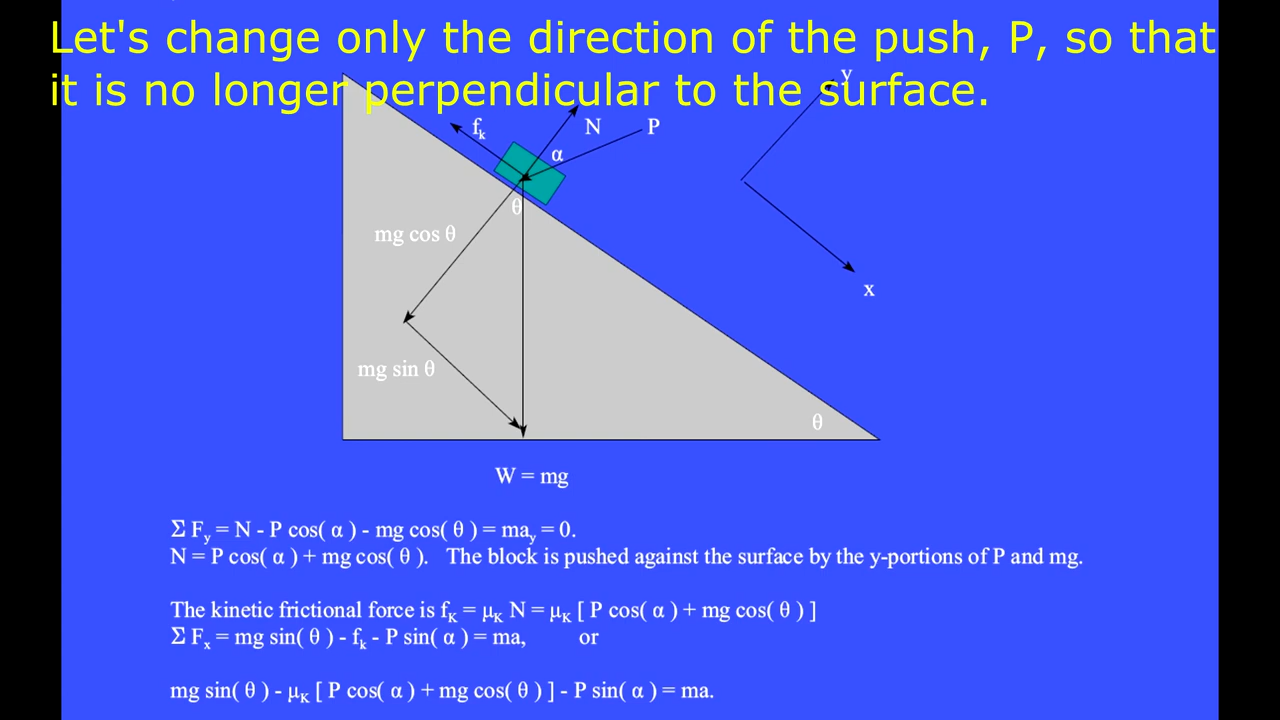 Let's change only the direction of the push, P, so that
it is no longer perpendicular to the surface.
y
fk
N
P
α
θ
mg cos θ
x
mg sin θ
θ
W = mg
Σ Fy = N - P cos( α ) - mg cos( θ ) = may = 0.
N = P cos( α ) + mg cos( θ ). The block is pushed against the surface by the y-portions of P and mg.
The kinetic frictional force is fK = μK N = μK [ P cos( α ) + mg cos( θ ) ]
Σ Fx = mg sin( θ ) - fk - P sin( α ) = ma, or
mg sin( θ ) - μK [ P cos( α ) + mg cos( θ ) ] - P sin( α ) = ma.